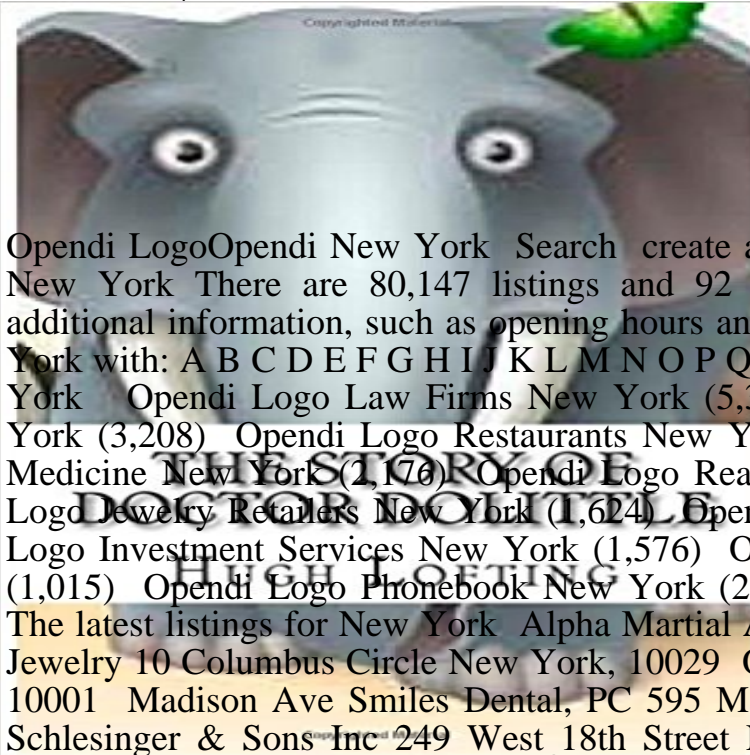 Copyrighted Material
Opendi LogoOpendi New York Search create a
New York There are 80,147 listings and 92
additional information, such as opening hours an
York with: A B C D E F G H I J K L M N O P Q
York Opendi Logo Law Firms New York (5,
York (3,208) Opendi Logo Restaurants New Y
THE STORY OF
Medicine New York (2,176) Opendi Logo Rea
DOCTOR DOLITTLE
Logo Jewelry Retailers New York (1,624) Open
Logo Investment Services New York (1,576) O
HUGH LOFTING
(1,015) Opendi Logo Phonebook New York (2
The latest listings for New York Alpha Martial A
Jewelry 10 Columbus Circle New York, 10029
10001 Madison Ave Smiles Dental, PC 595 M
Schlesinger & Sons Inc 249 West 18th Street
Copyrighted Material